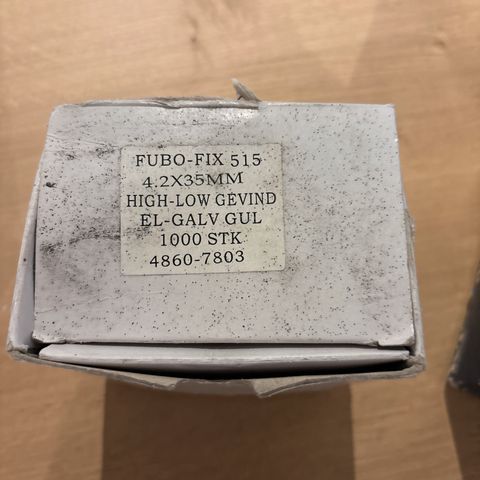 FUBO-FIX 515
4.2X35MM
HIGH-LOW GEVIND
EL-GALV GUL
1000 STK
4860-7803